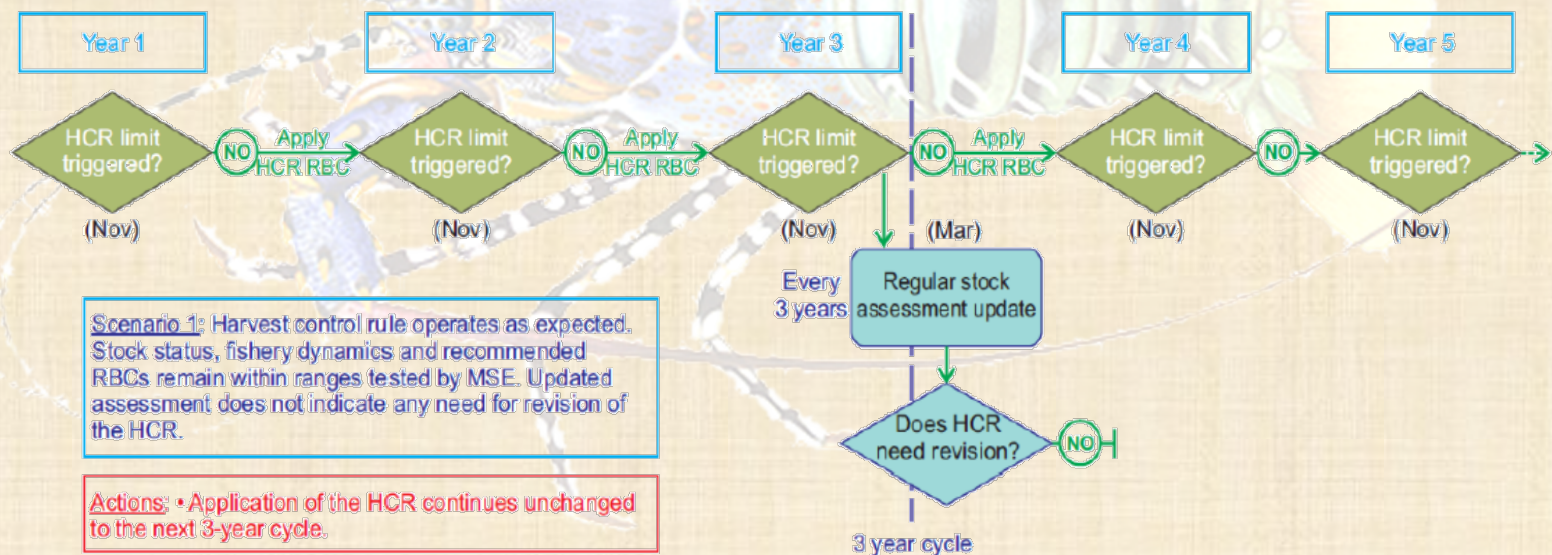 Year 1
Year 2
Year 3
Year 4
Year 5
HCR limit
triggered?
(Nov)
NO
Apply
HCR RBC
HCR limit
triggered?
(Nov)
NO
Apply
HCR RBC
HCR limit
triggered?
(Nov)
NO
Apply
HCR RBC
(Mar)
HCR limit
triggered?
(Nov)
NO
HCR limit
triggered?
(Nov)
Every
3 years
Regular stock
assessment update
Does HCR
need revision?
NO
3 year cycle
Scenario 1: Harvest control rule operates as expected.
Stock status, fishery dynamics and recommended
RBCs remain within ranges tested by MSE. Updated
assessment does not indicate any need for revision of
the HCR.
Actions: • Application of the HCR continues unchanged
to the next 3-year cycle.